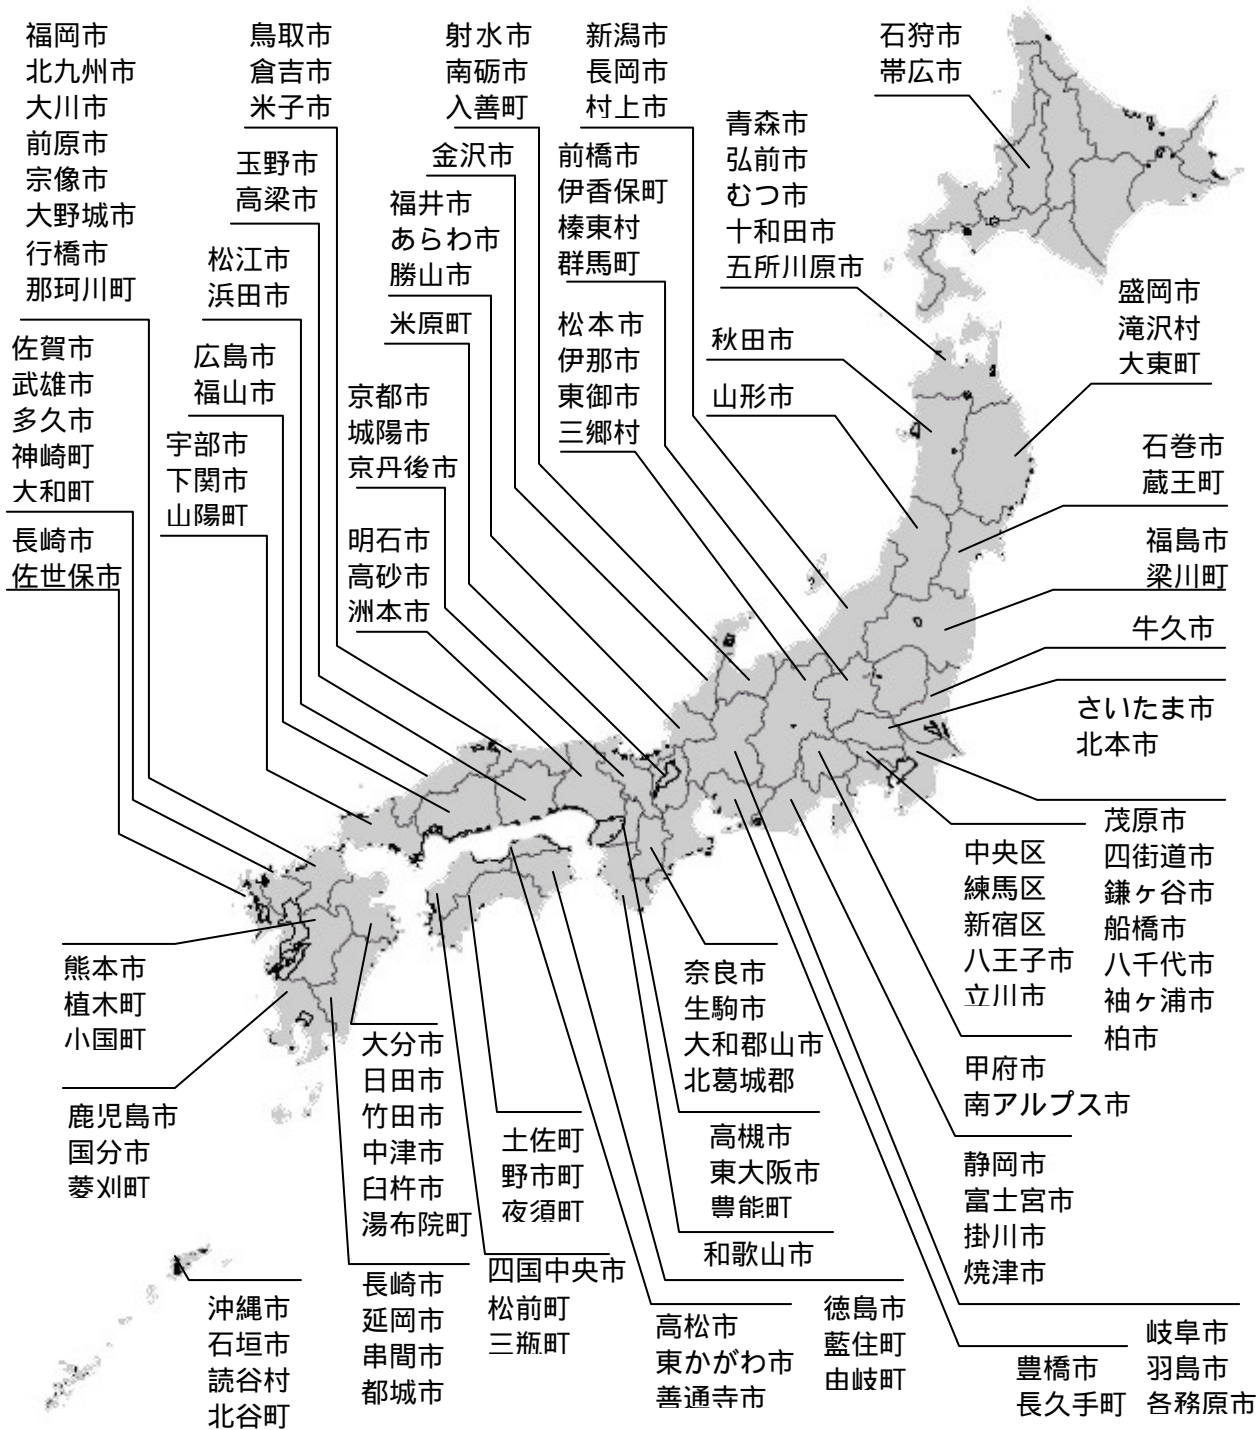 福岡市
北九州市
大川市
前原市
宗像市
大野城市
行橋市
那珂川町
鳥取市
倉吉市
米子市
射水市
南砺市
入善町
新潟市
長岡市
村上市
石狩市
帯広市
青森市
弘前市
むつ市
十和田市
五所川原市
玉野市
高梁市
金沢市
前橋市
伊香保町
榛東村
群馬町
福井市
あらわ市
勝山市
松江市
浜田市
盛岡市
滝沢村
大東町
米原町
松本市
伊那市
東御市
三郷村
秋田市
山形市
佐賀市
武雄市
多久市
神崎町
大和町
広島市
福山市
京都市
城陽市
京丹後市
宇部市
下関市
山陽町
石巻市
蔵王町
長崎市
佐世保市
明石市
高砂市
洲本市
福島市
梁川町
牛久市
さいたま市
北本市
茂原市
四街道市
鎌ヶ谷市
船橋市
八千代市
袖ヶ浦市
柏市
中央区
練馬区
新宿区
八王子市
立川市
熊本市
植木町
小国町
奈良市
生駒市
大和郡山市
北葛城郡
大分市
日田市
竹田市
中津市
臼杵市
湯布院町
甲府市
南アルプス市
鹿児島市
国分市
菱刈町
土佐町
野市町
夜須町
高槻市
東大阪市
豊能町
静岡市
富士宮市
掛川市
焼津市
和歌山市
四国中央市
松前町
三瓶町
長崎市
延岡市
串間市
都城市
沖縄市
石垣市
読谷村
北谷町
高松市
東かがわ市
善通寺市
徳島市
藍住町
由岐町
岐阜市
羽島市
各務原市
豊橋市
長久手町